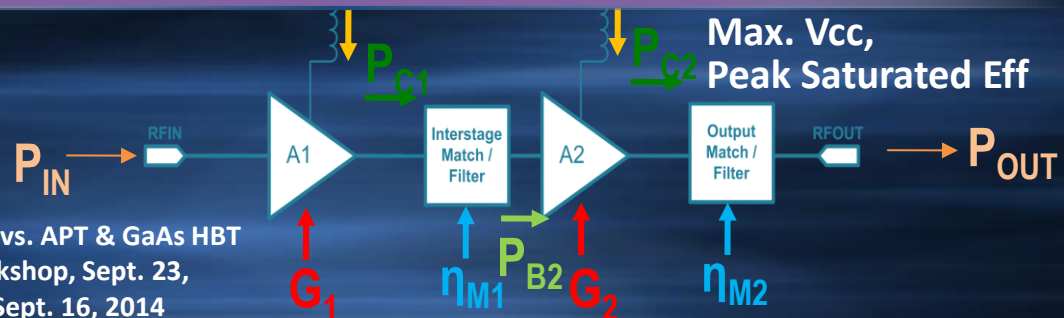 Max. Vcc,
Peak Saturated Eff
P_C1
P_C2
RFIN
A1
Interstage
Match /
Filter
A2
Output
Match /
Filter
RFOUT
P_IN
P_OUT
vs. APT & GaAs HBT
kshop, Sept. 23,
Sept. 16, 2014
G_1
η_M1
P_B2
G_2
η_M2